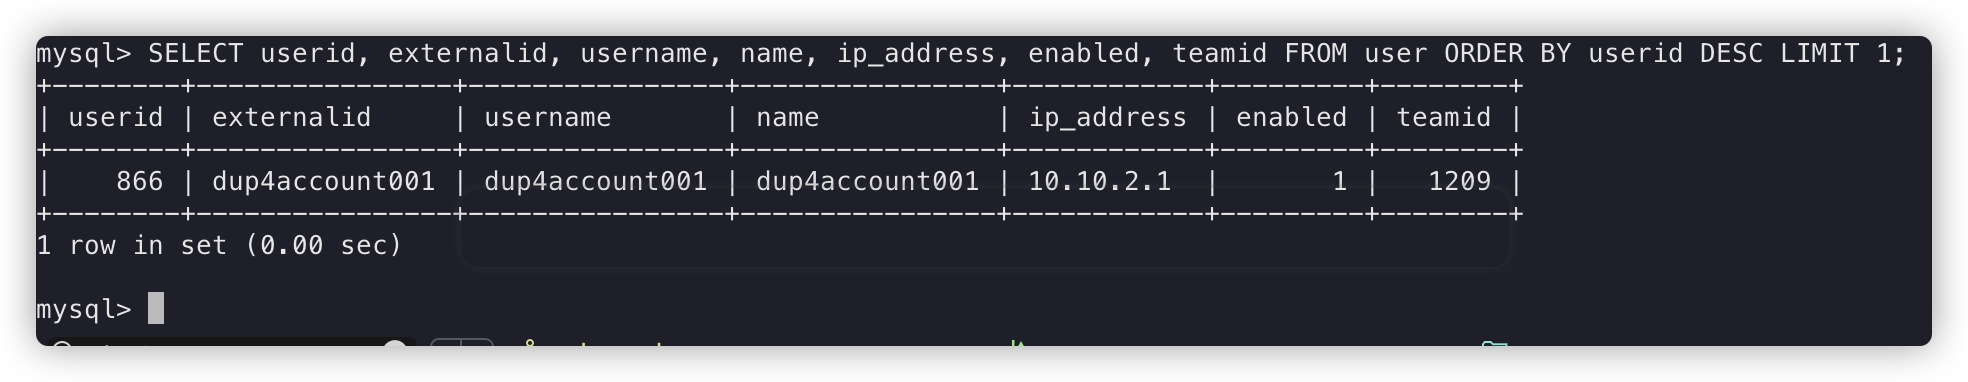 mysql> SELECT userid, externalid, username, name, ip_address, enabled, teamid FROM user ORDER BY userid DESC LIMIT 1;
+--------+----------------+----------------+----------------+------------+---------+--------+
| userid | externalid     | username       | name           | ip_address | enabled | teamid |
+--------+----------------+----------------+----------------+------------+---------+--------+
|    866 | dup4account001 | dup4account001 | dup4account001 | 10.10.2.1  |       1 |   1209 |
+--------+----------------+----------------+----------------+------------+---------+--------+
1 row in set (0.00 sec)
mysql>